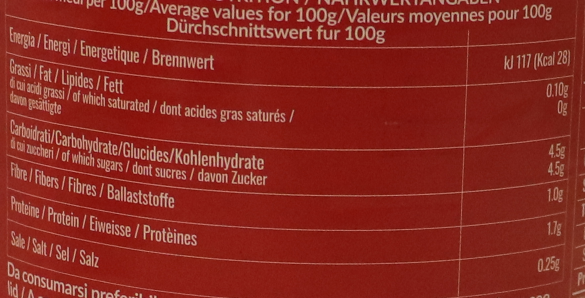 per 100g/Average values for 100g/Valeurs moyennes pour 100g
Dürchschnittswert fur 100g
Energia / Energi / Energetique / Brennwert kJ 117 (Kcal 28)
Grassi / Fat / Lipides / Fett 0.10g
di cui acidi grassi / of which saturated / dont acides gras saturés / 0g
davon gesättigte
Carboidrati/Carbohydrate/Glucides/Kohlenhydrate 4.5g
di cui zuccheri / of which sugars / dont sucres / davon Zucker 4.5g
Fibre / Fibers / Fibres / Ballaststoffe 1.0g
Proteine / Protein / Eiweisse / Protèines 1.7g
Sale / Salt / Sel / Salz 0.25g
Da consumarsi